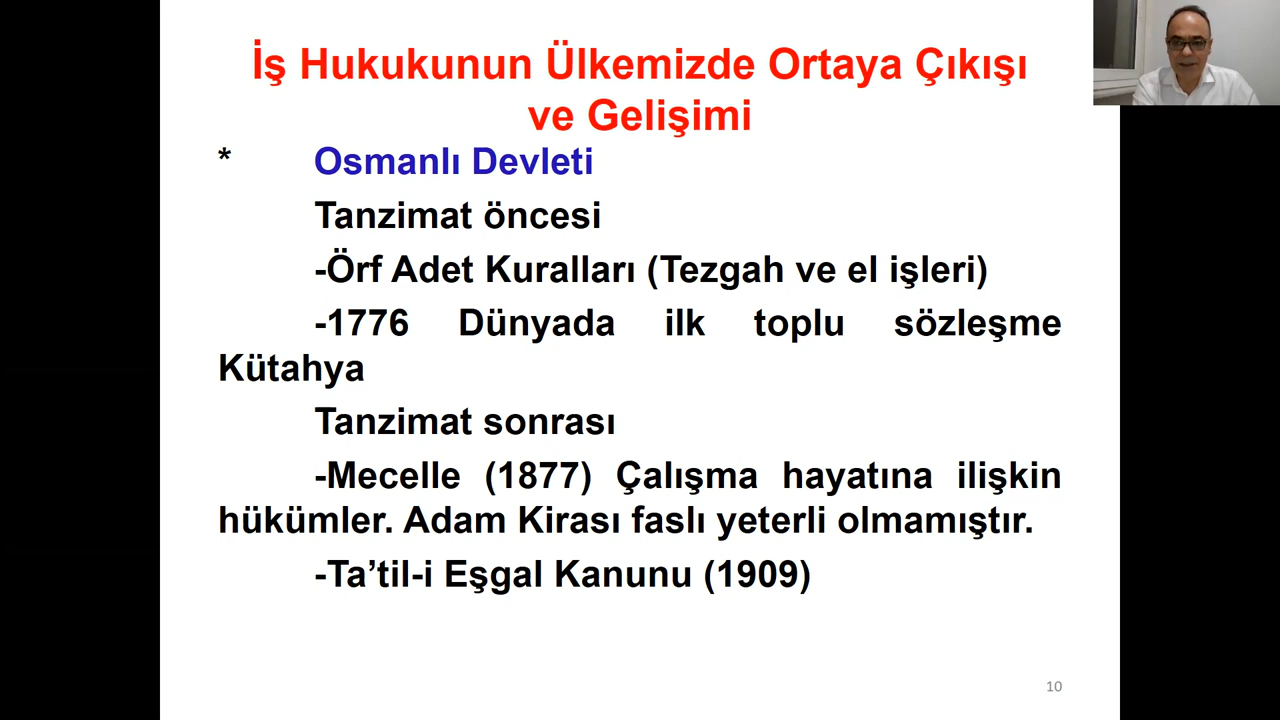 İş Hukukunun Ülkemizde Ortaya Çıkışı
ve Gelişimi
* Osmanlı Devleti
Tanzimat öncesi
-Örf Adet Kuralları (Tezgah ve el işleri)
-1776 Dünyada ilk toplu sözleşme
Kütahya
Tanzimat sonrası
-Mecelle (1877) Çalışma hayatına ilişkin
hükümler. Adam Kirası faslı yeterli olmamıştır.
-Ta’til-i Eşgal Kanunu (1909)
10